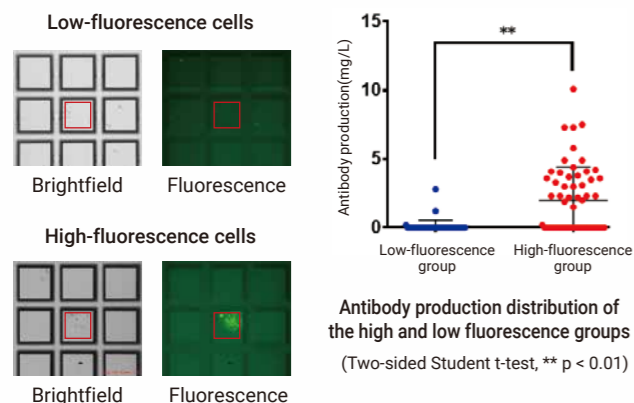 Low-fluorescence cells
Brightfield
Fluorescence
High-fluorescence cells
Brightfield
Fluorescence
**
Antibody production(mg/L)
15
10
5
0
Low-fluorescence
group
High-fluorescence
group
Antibody production distribution of
the high and low fluorescence groups
(Two-sided Student t-test, ** p < 0.01)